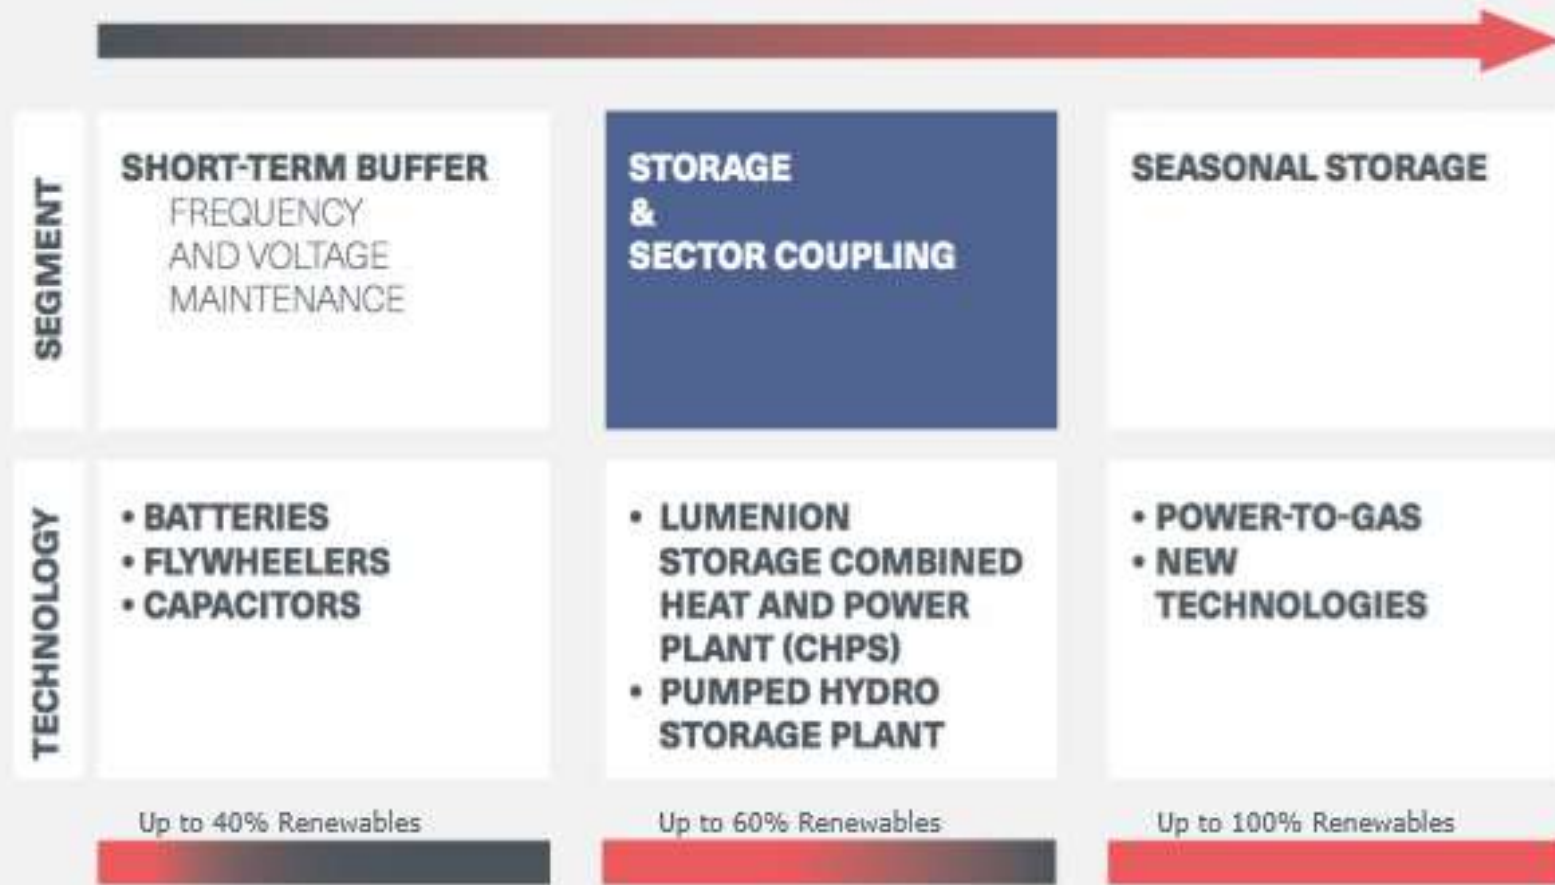 SEGMENT
SHORT-TERM BUFFER
FREQUENCY
AND VOLTAGE
MAINTENANCE
STORAGE
&
SECTOR COUPLING
SEASONAL STORAGE
TECHNOLOGY
• BATTERIES
• FLYWHEELERS
• CAPACITORS
• LUMENION
STORAGE COMBINED
HEAT AND POWER
PLANT (CHPS)
• PUMPED HYDRO
STORAGE PLANT
• POWER-TO-GAS
• NEW
TECHNOLOGIES
Up to 40% Renewables
Up to 60% Renewables
Up to 100% Renewables